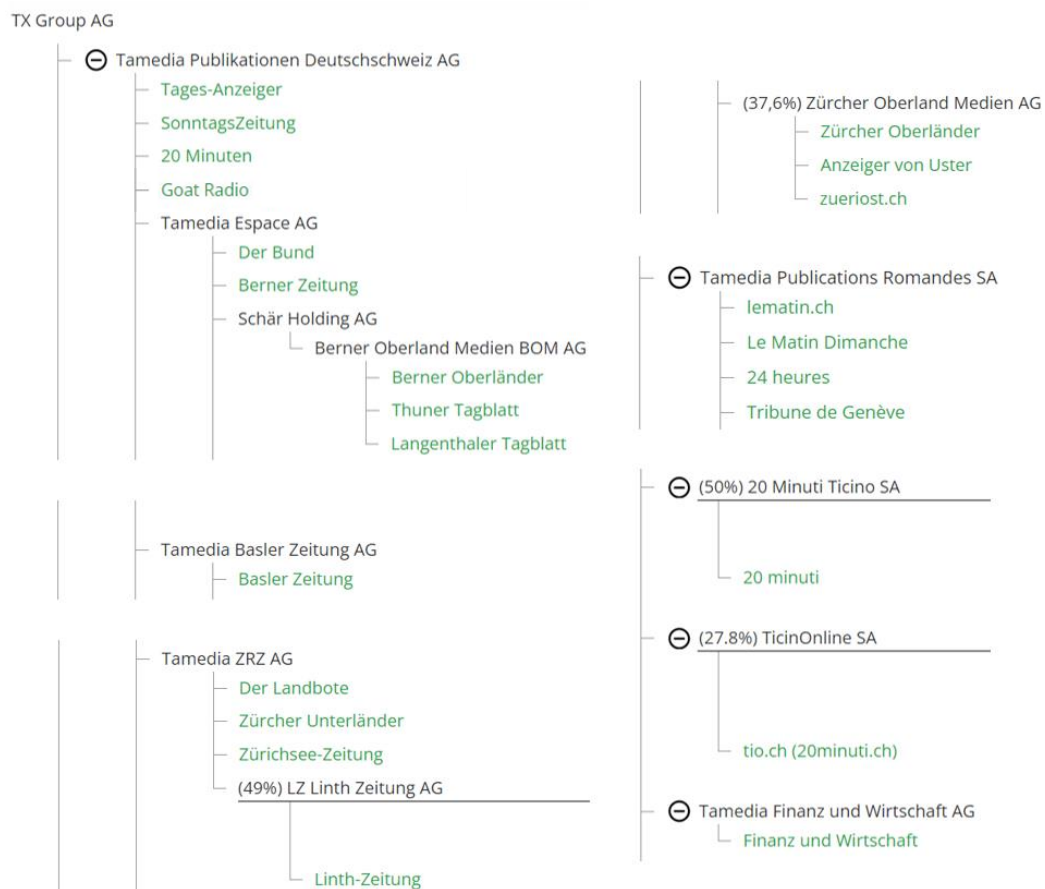 TX Group AG
Tamedia Publikationen Deutschschweiz AG
Tages-Anzeiger
SonntagsZeitung
20 Minuten
Goat Radio
Tamedia Espace AG
Der Bund
Berner Zeitung
Schär Holding AG
Berner Oberland Medien BOM AG
Berner Oberländer
Thuner Tagblatt
Langenthaler Tagblatt
Tamedia Basler Zeitung AG
Basler Zeitung
Tamedia ZRZ AG
Der Landbote
Zürcher Unterländer
Zürichsee-Zeitung
(49%) LZ Linth Zeitung AG
Linth-Zeitung
(37,6%) Zürcher Oberland Medien AG
Zürcher Oberländer
Anzeiger von Uster
zueriost.ch
Tamedia Publications Romandes SA
lematin.ch
Le Matin Dimanche
24 heures
Tribune de Genève
(50%) 20 Minuti Ticino SA
20 minuti
(27.8%) TicinOnline SA
tio.ch (20minuti.ch)
Tamedia Finanz und Wirtschaft AG
Finanz und Wirtschaft